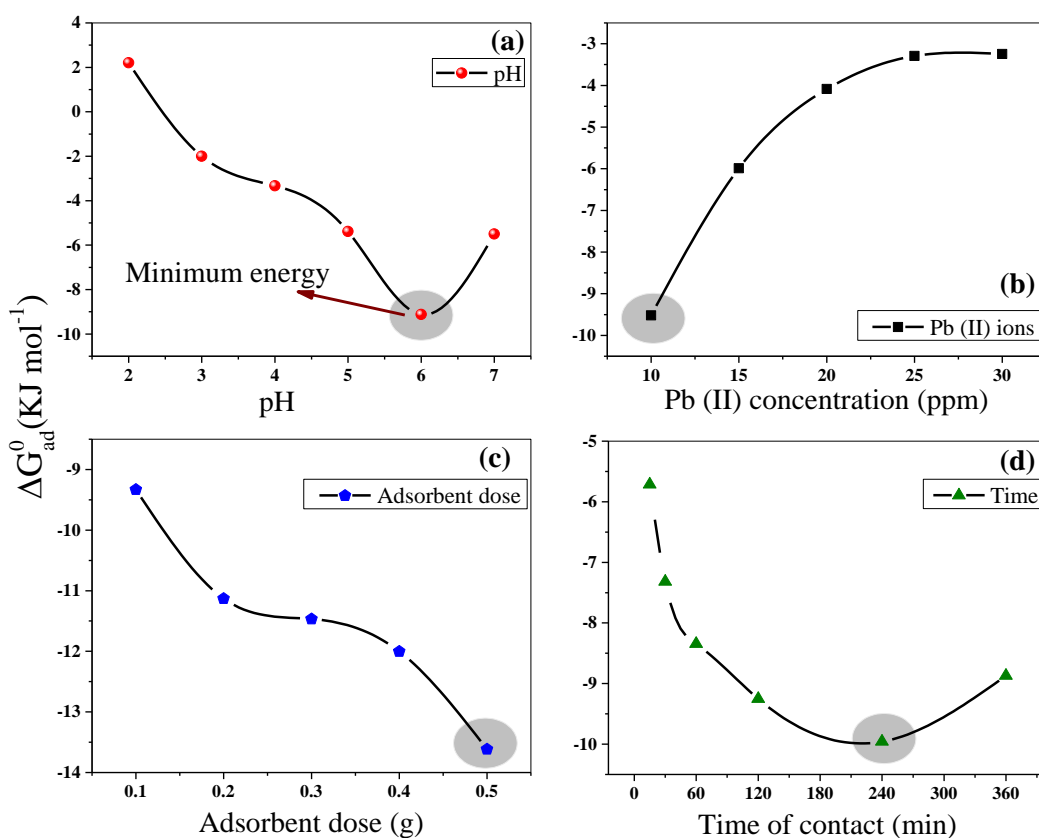 4
2
0
-2
-4
-6
-8
-10
(a)
pH
Minimum energy
2 3 4 5 6 7
pH
-3
-4
-5
-6
-7
-8
-9
-10
(b)
Pb (II) ions
10 15 20 25 30
Pb (II) concentration (ppm)
ΔG⁰ad(KJ mol⁻¹)
-9
-10
-11
-12
-13
-14
(c)
Adsorbent dose
0.1 0.2 0.3 0.4 0.5
Adsorbent dose (g)
-5
-6
-7
-8
-9
-10
(d)
Time
0 60 120 180 240 300 360
Time of contact (min)